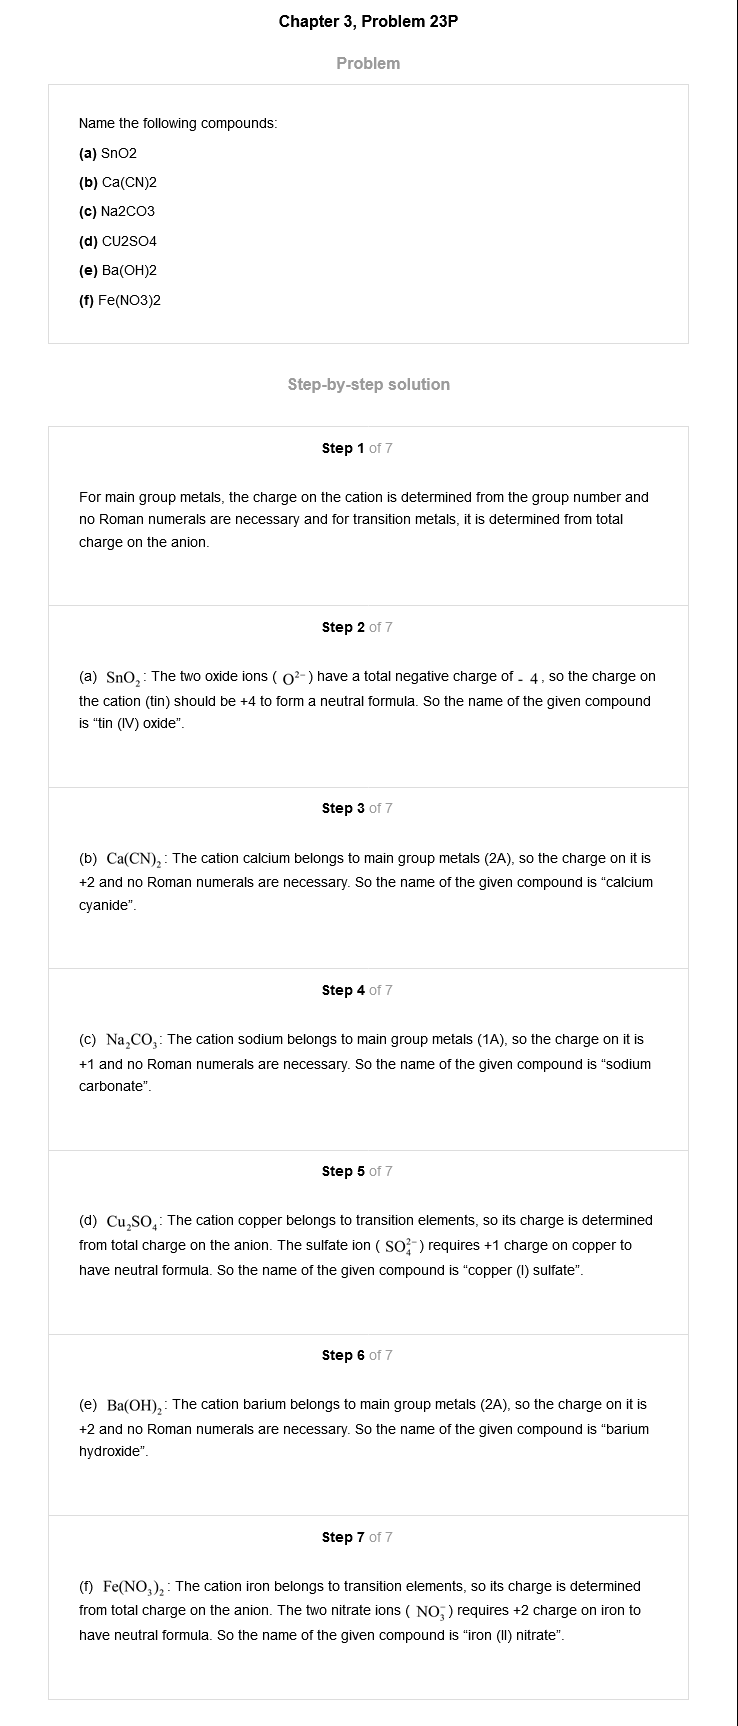 Chapter 3, Problem 23P
Problem
Name the following compounds:
(a) SnO2
(b) Ca(CN)2
(c) Na2CO3
(d) CU2SO4
(e) Ba(OH)2
(f) Fe(NO3)2
Step-by-step solution
Step 1 of 7
For main group metals, the charge on the cation is determined from the group number and
no Roman numerals are necessary and for transition metals, it is determined from total
charge on the anion.
Step 2 of 7
(a) SnO₂: The two oxide ions ( O²⁻ ) have a total negative charge of - 4, so the charge on
the cation (tin) should be +4 to form a neutral formula. So the name of the given compound
is “tin (IV) oxide”.
Step 3 of 7
(b) Ca(CN)₂: The cation calcium belongs to main group metals (2A), so the charge on it is
+2 and no Roman numerals are necessary. So the name of the given compound is “calcium
cyanide”.
Step 4 of 7
(c) Na₂CO₃: The cation sodium belongs to main group metals (1A), so the charge on it is
+1 and no Roman numerals are necessary. So the name of the given compound is “sodium
carbonate”.
Step 5 of 7
(d) Cu₂SO₄: The cation copper belongs to transition elements, so its charge is determined
from total charge on the anion. The sulfate ion ( SO₄²⁻ ) requires +1 charge on copper to
have neutral formula. So the name of the given compound is “copper (I) sulfate”.
Step 6 of 7
(e) Ba(OH)₂: The cation barium belongs to main group metals (2A), so the charge on it is
+2 and no Roman numerals are necessary. So the name of the given compound is “barium
hydroxide”.
Step 7 of 7
(f) Fe(NO₃)₂: The cation iron belongs to transition elements, so its charge is determined
from total charge on the anion. The two nitrate ions ( NO₃⁻ ) requires +2 charge on iron to
have neutral formula. So the name of the given compound is “iron (II) nitrate”.